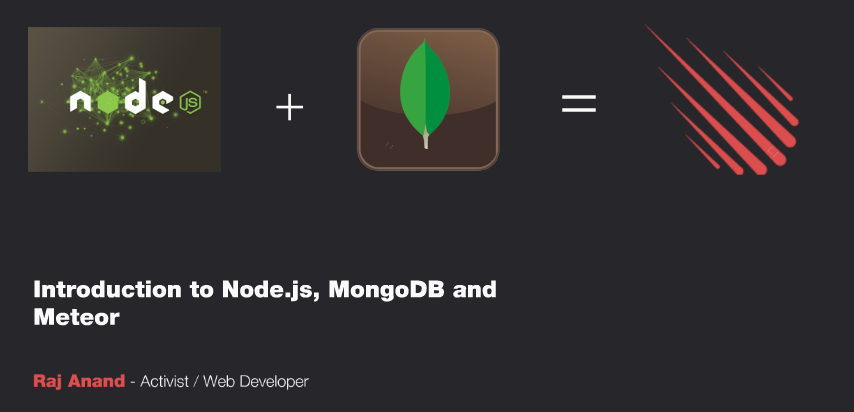 node JS
+
=
Introduction to Node.js, MongoDB and
Meteor
Raj Anand - Activist / Web Developer